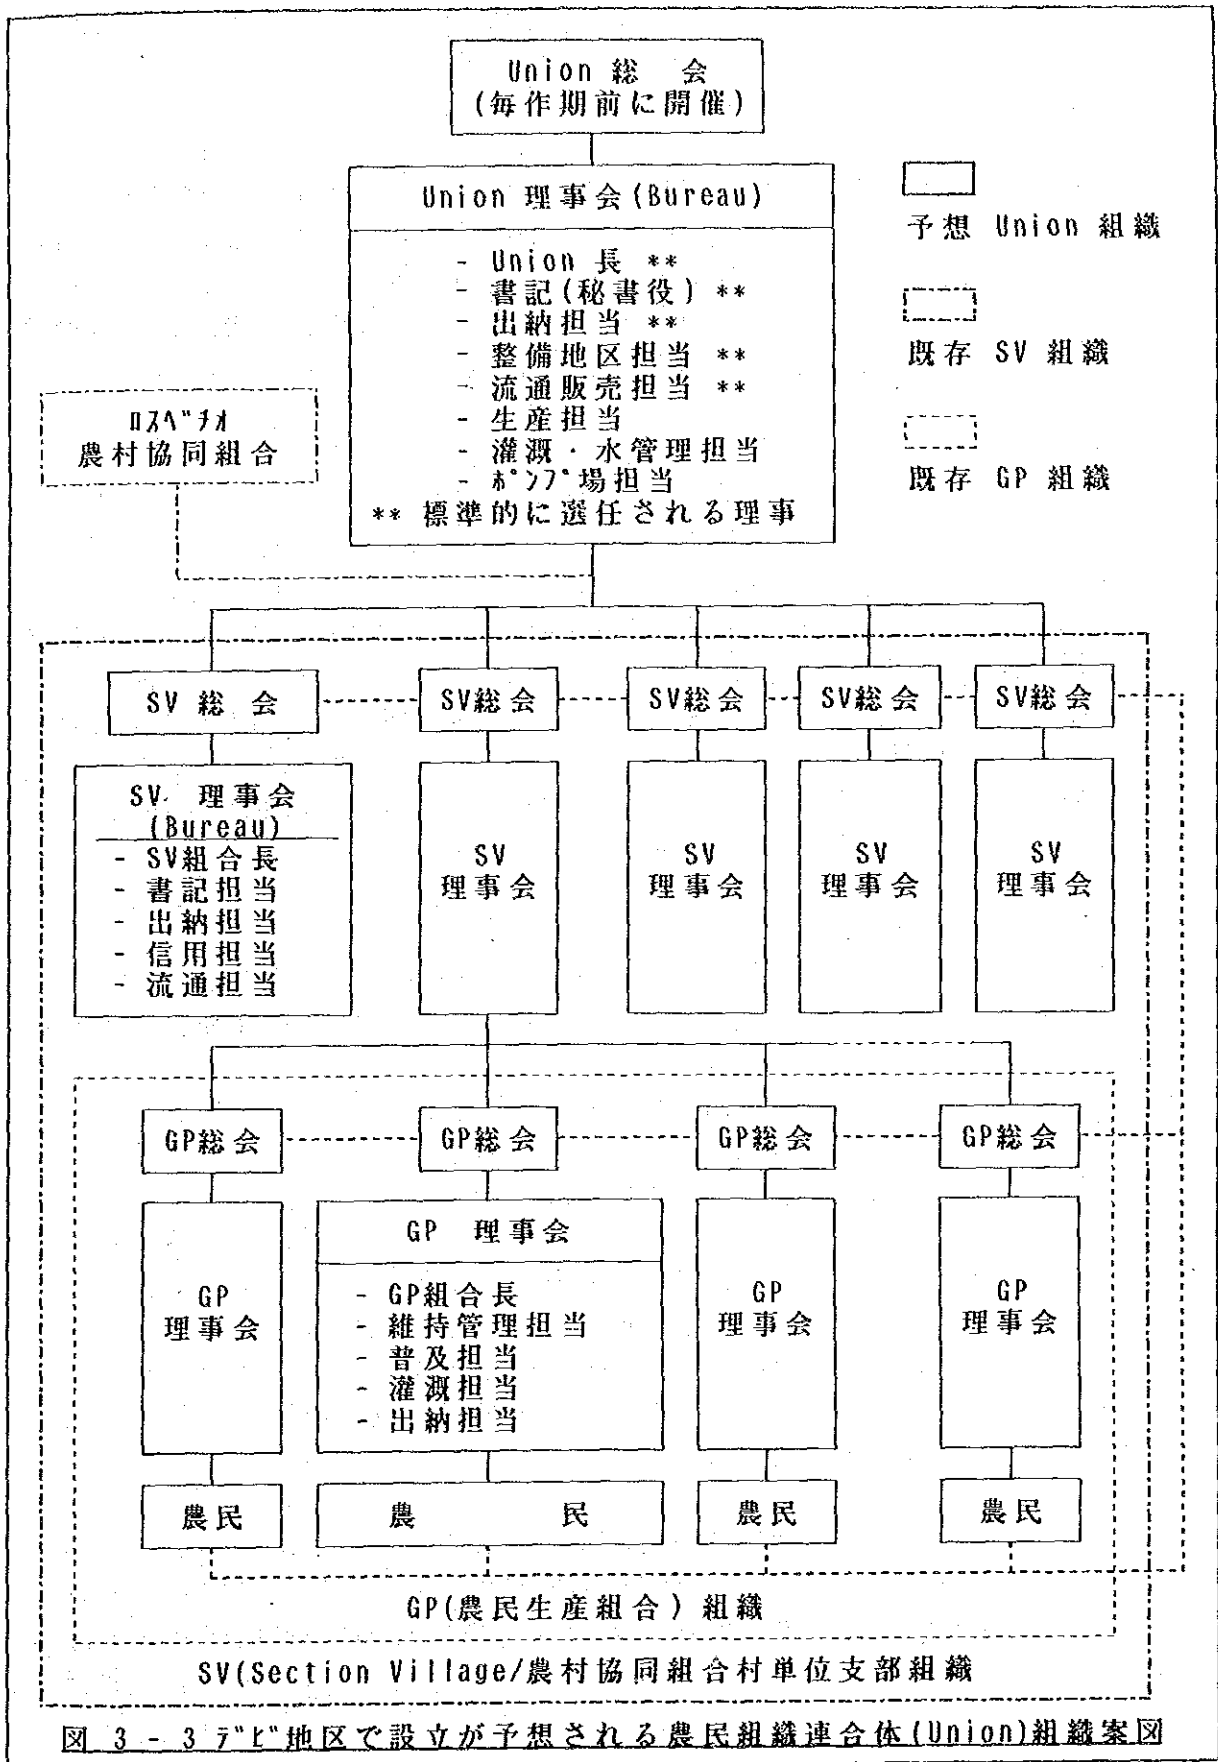 Union 総 会
(毎作期前に開催)
Union 理事会(Bureau)
- Union 長 **
- 書記(秘書役) **
- 出納担当 **
- 整備地区担当 **
- 流通販売担当 **
- 生産担当
- 灌漑・水管理担当
- ﾎﾟﾝﾌﾟ場担当
** 標準的に選任される理事
予想 Union 組織
既存 SV 組織
既存 GP 組織
ﾛｽﾍﾞﾁｵ
農村協同組合
SV 総 会
SV総会
SV総会
SV総会
SV総会
SV 理事会
(Bureau)
- SV組合長
- 書記担当
- 出納担当
- 信用担当
- 流通担当
SV
理事会
SV
理事会
SV
理事会
SV
理事会
GP総会
GP総会
GP総会
GP総会
GP
理事会
GP 理事会
- GP組合長
- 維持管理担当
- 普及担当
- 灌漑担当
- 出納担当
GP
理事会
GP
理事会
農民
農 民
農民
農民
GP(農民生産組合) 組織
SV(Section Village/農村協同組合村単位支部組織
図 3 - 3 ﾃﾞﾋﾞ地区で設立が予想される農民組織連合体(Union)組織案図